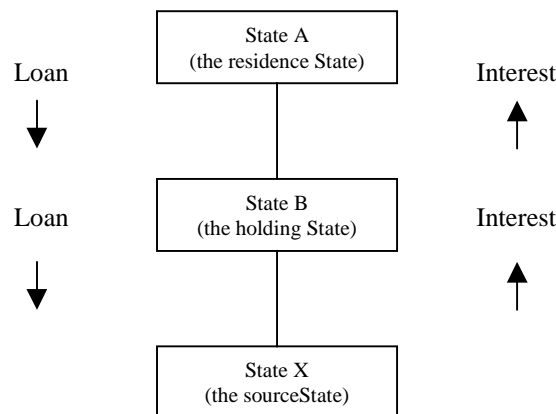 State A
(the residence State)
Loan
Interest
State B
(the holding State)
Loan
Interest
State X
(the sourceState)